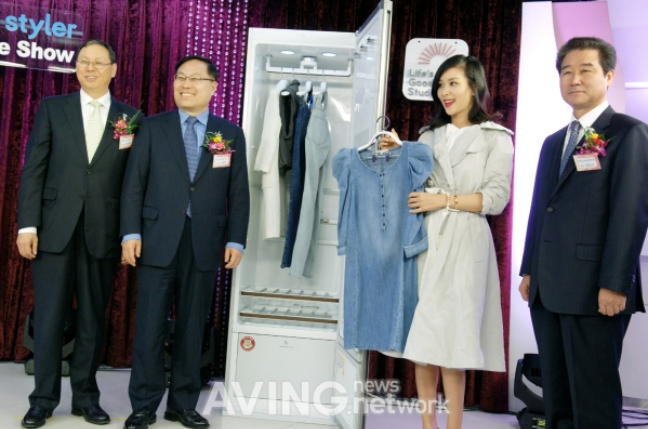 styler
e Show
Life's
Good
Stud
AVING news
.network